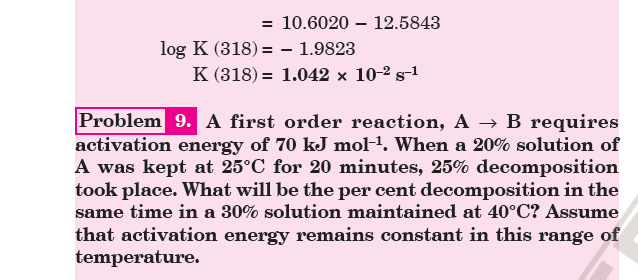 = 10.6020 – 12.5843
log K (318) = – 1.9823
K (318) = 1.042 × 10⁻² s⁻¹
Problem 9. A first order reaction, A → B requires
activation energy of 70 kJ mol⁻¹. When a 20% solution of
A was kept at 25°C for 20 minutes, 25% decomposition
took place. What will be the per cent decomposition in the
same time in a 30% solution maintained at 40°C? Assume
that activation energy remains constant in this range of
temperature.